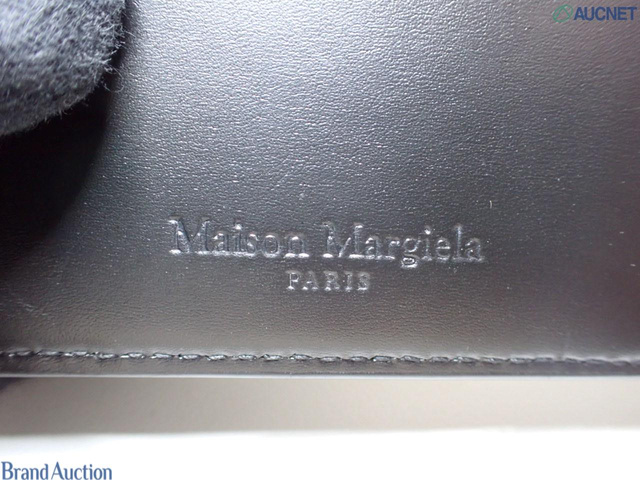 AUCNET
Maison Margiela
PARIS
Brand Auction